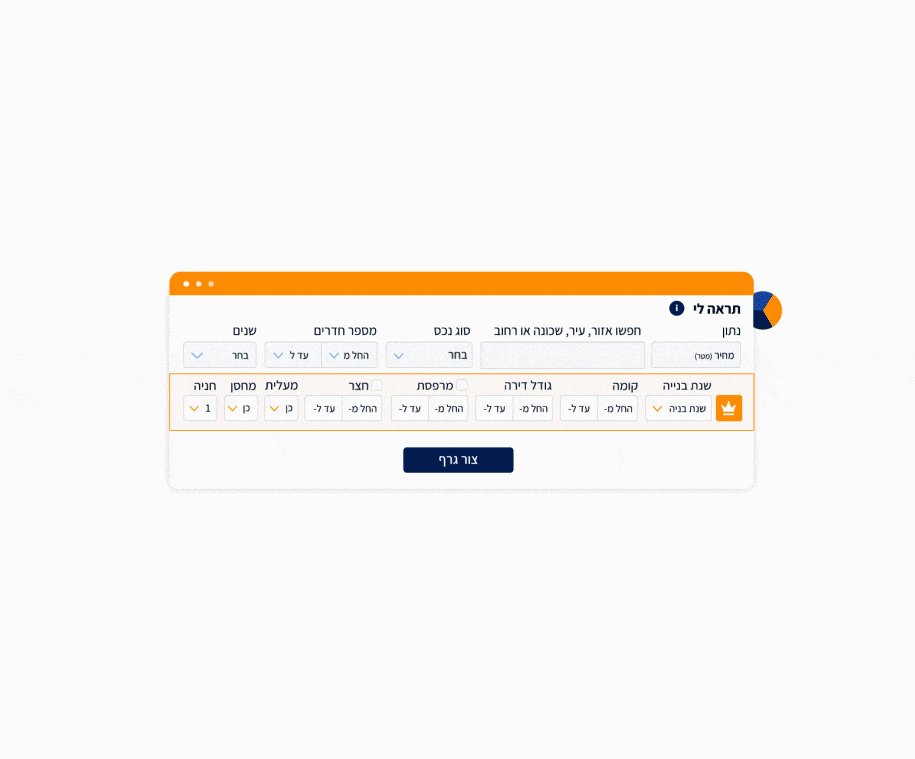 תראה לי i
נתון חפשו אזור, עיר, שכונה או רחוב סוג נכס מספר חדרים שנים
מחיר (מטר) בחר החל מ עד ל בחר
שנת בנייה קומה גודל דירה מרפסת חצר מעלית מחסן חניה
שנת בניה החל מ- עד ל- החל מ- עד ל- החל מ- עד ל- החל מ- עד ל- כן כן 1
צור גרף